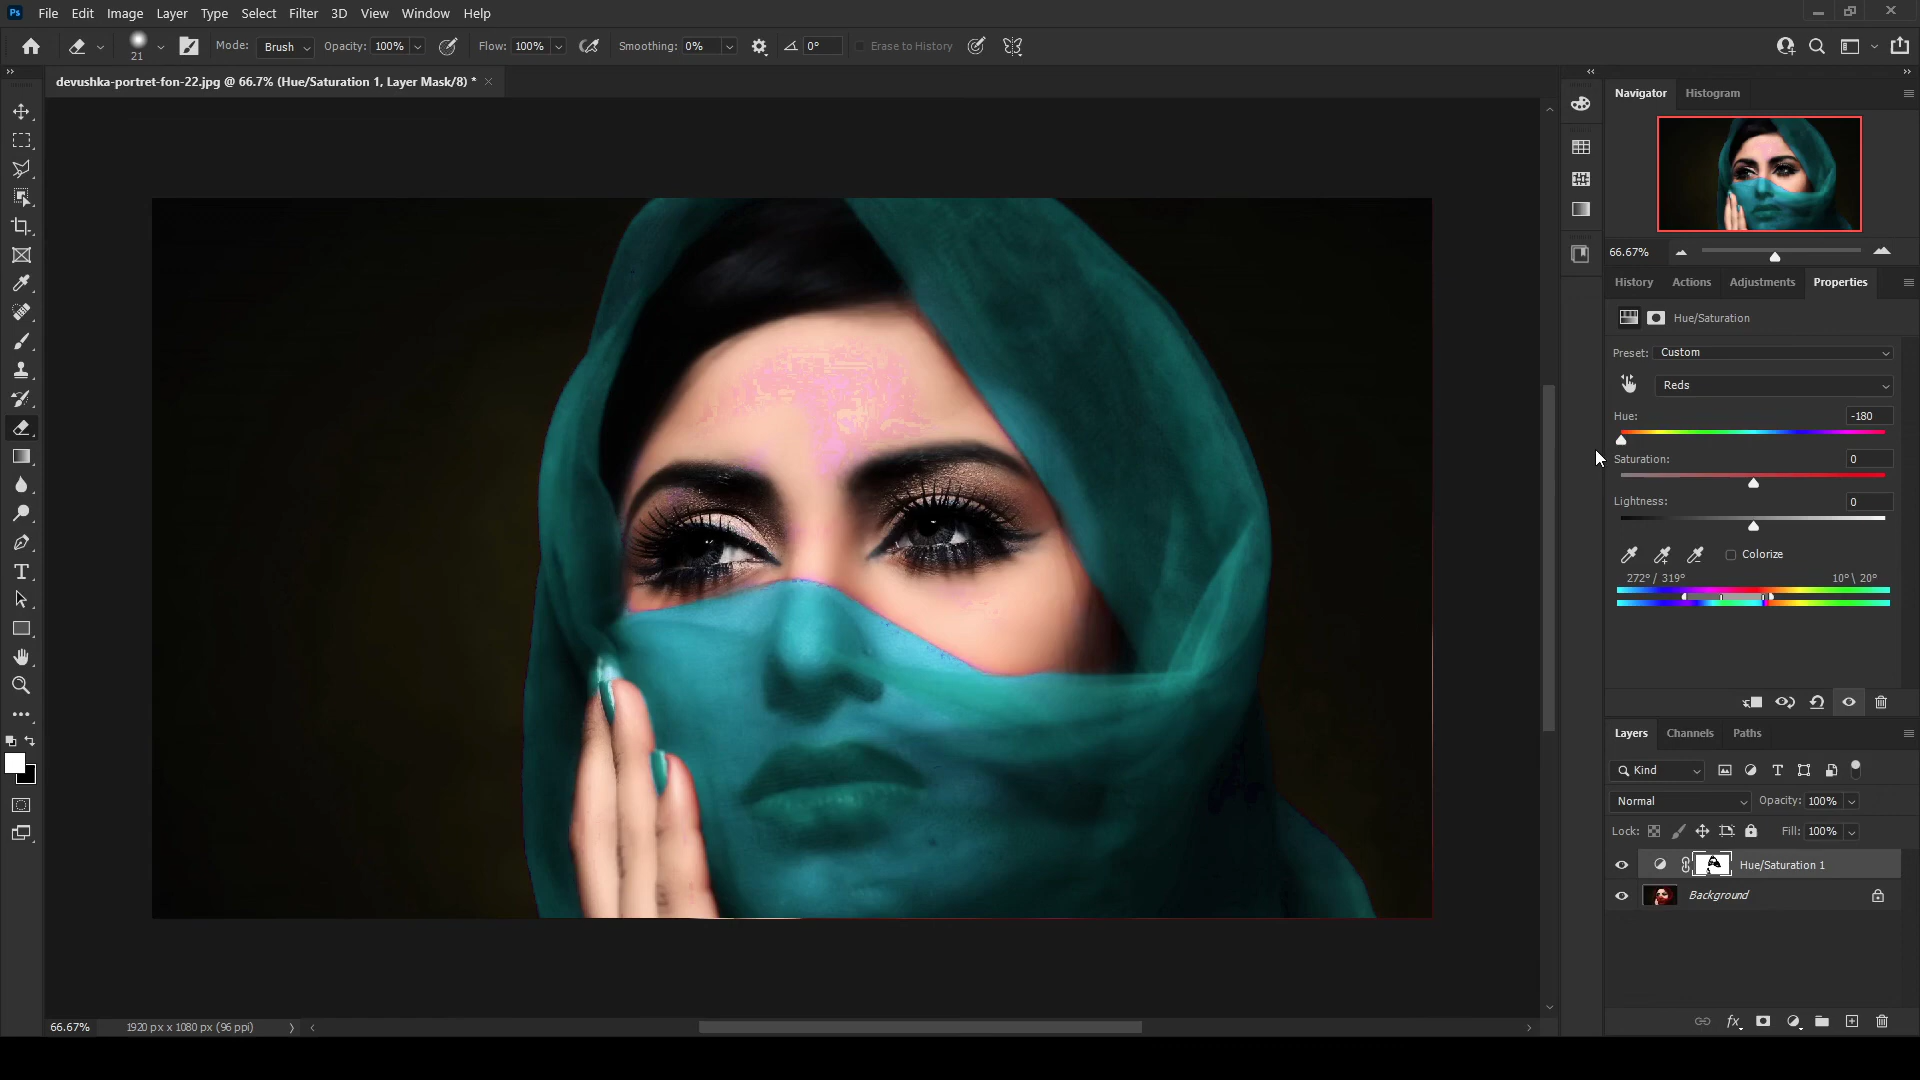 Ps File Edit Image Layer Type Select Filter 3D View Window Help
21 Mode: Brush Opacity: 100% Flow: 100% Smoothing: 0% 0° Erase to History
devushka-portret-fon-22.jpg @ 66.7% (Hue/Saturation 1, Layer Mask/8) *
Navigator Histogram
66.67%
History Actions Adjustments Properties
Hue/Saturation
Preset: Custom
Reds
Hue: -180
Saturation: 0
Lightness: 0
Colorize
272°/ 319° 10°\ 20°
Layers Channels Paths
Kind
Normal Opacity: 100%
Lock: Fill: 100%
Hue/Saturation 1
Background
fx
66.67% 1920 px x 1080 px (96 ppi)